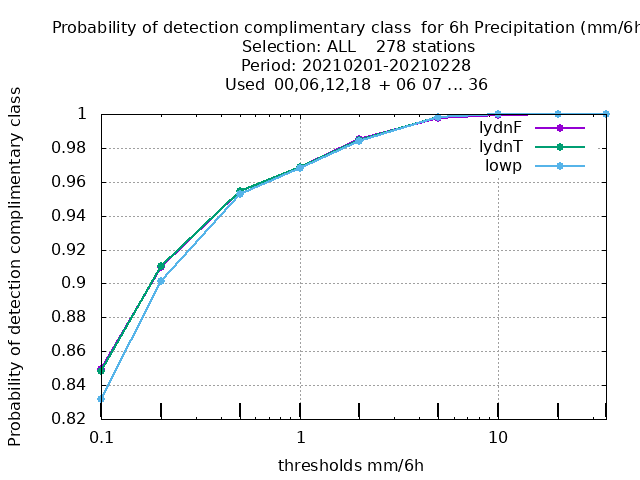 Probability of detection complimentary class  for 6h Precipitation (mm/6h
Selection: ALL    278 stations
Period: 20210201-20210228
Used  00,06,12,18  + 06 07 ... 36
Probability of detection complimentary class
1
0.98
0.96
0.94
0.92
0.9
0.88
0.86
0.84
0.82
lydnF
lydnT
lowp
0.1
1
10
thresholds mm/6h